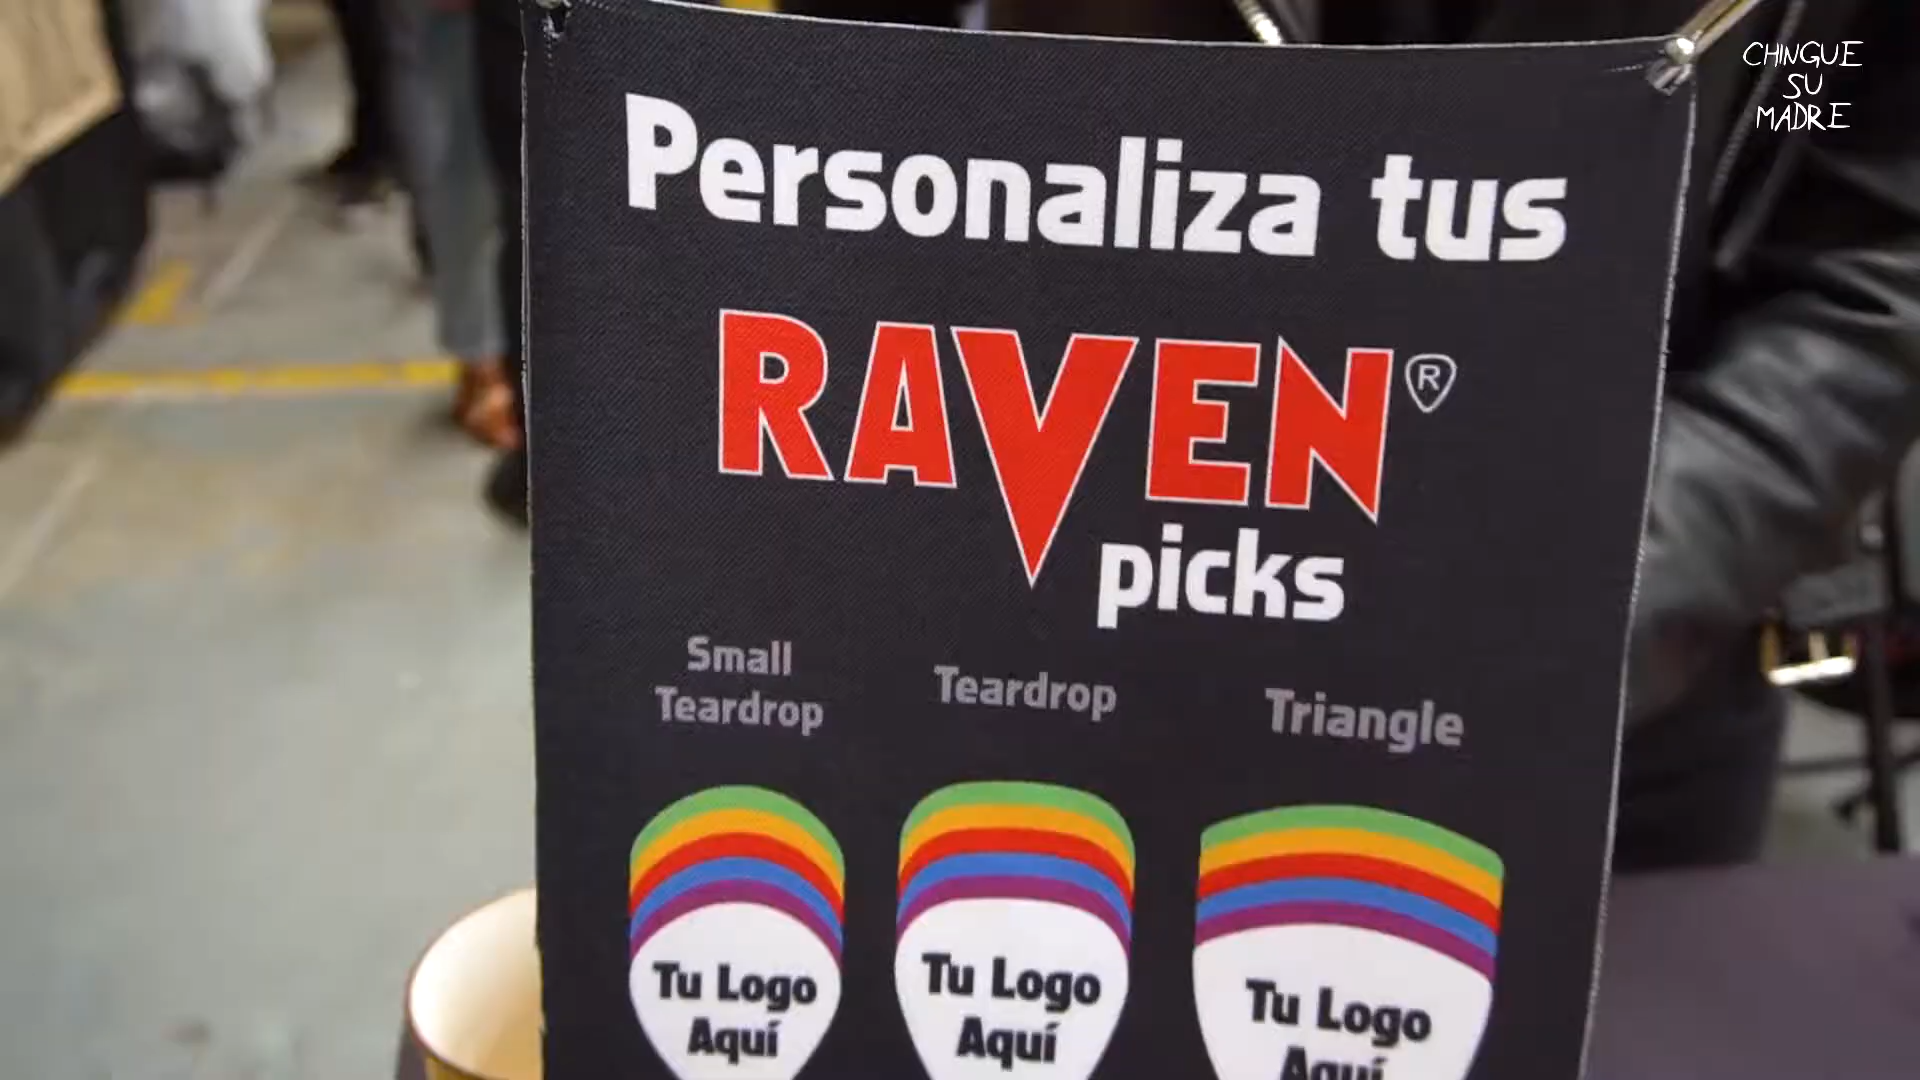 CHINGUE
SU
MADRE
Personaliza tus
RAVEN®
picks
Small
Teardrop
Teardrop
Triangle
Tu Logo
Aquí
Tu Logo
Aquí
Tu Logo
Aquí